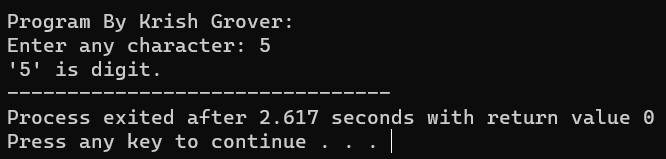 Program By Krish Grover:
Enter any character: 5
'5' is digit.
--------------------------------
Process exited after 2.617 seconds with return value 0
Press any key to continue . . .